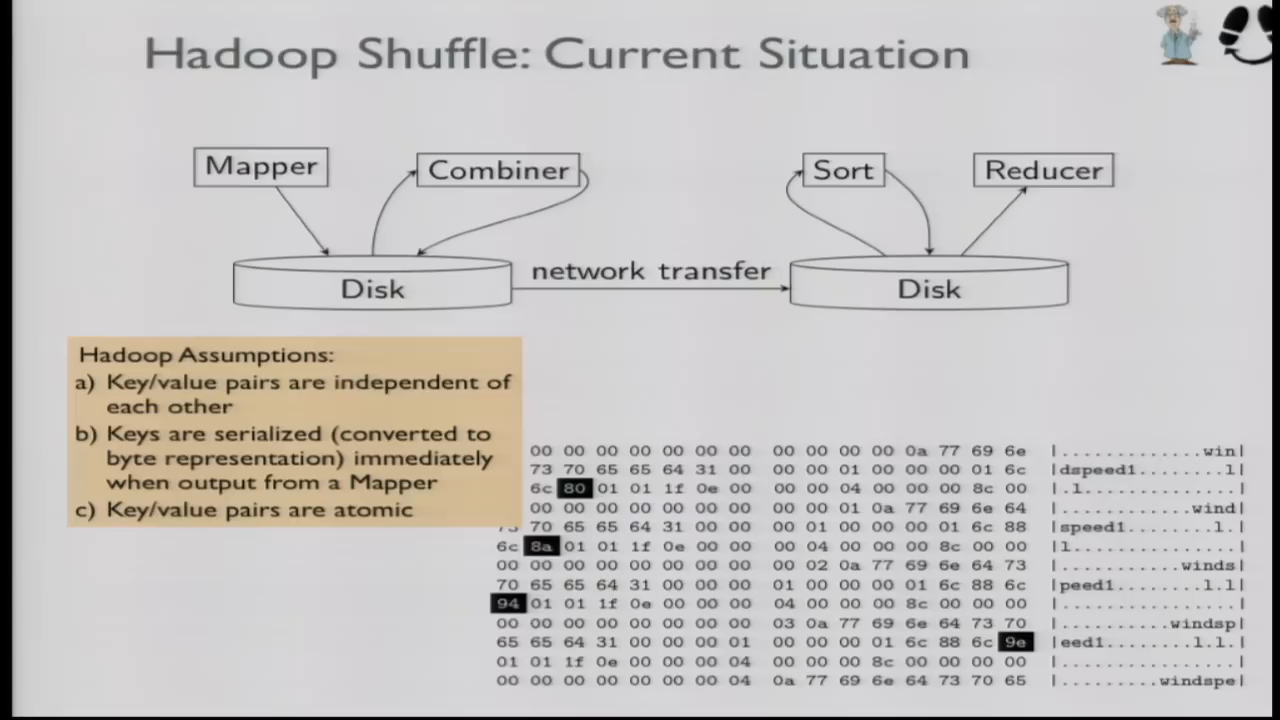 Hadoop Shuffle: Current Situation
Mapper
Combiner
Sort
Reducer
Disk
network transfer
Disk
Hadoop Assumptions:
a) Key/value pairs are independent of
each other
b) Keys are serialized (converted to
byte representation) immediately
when output from a Mapper
c) Key/value pairs are atomic
00 00 00 00 00 00 00 00 00 00 00 0a 77 69 6e |............win|
73 70 65 65 64 31 00 00 00 01 00 00 00 01 6c |dspeed1........l|
6c 80 01 01 1f 0e 00 00 00 04 00 00 00 8c 00 |.l..............|
00 00 00 00 00 00 00 00 00 01 0a 77 69 6e 64 |............wind|
70 65 65 64 31 00 00 00 01 00 00 00 01 6c 88 |speed1........l.|
6c 8a 01 01 1f 0e 00 00 00 04 00 00 00 8c 00 00 |l...............|
00 00 00 00 00 00 00 00 00 02 0a 77 69 6e 64 73 |...........winds|
70 65 65 64 31 00 00 00 01 00 00 00 01 6c 88 6c |peed1........l.l|
94 01 01 1f 0e 00 00 00 04 00 00 00 8c 00 00 00 |................|
00 00 00 00 00 00 00 00 03 0a 77 69 6e 64 73 70 |..........windsp|
65 65 64 31 00 00 00 01 00 00 00 01 6c 88 6c 9e |eed1........l.l.|
01 01 1f 0e 00 00 00 04 00 00 00 8c 00 00 00 00 |................|
00 00 00 00 00 00 00 04 0a 77 69 6e 64 73 70 65 |.........windspe|